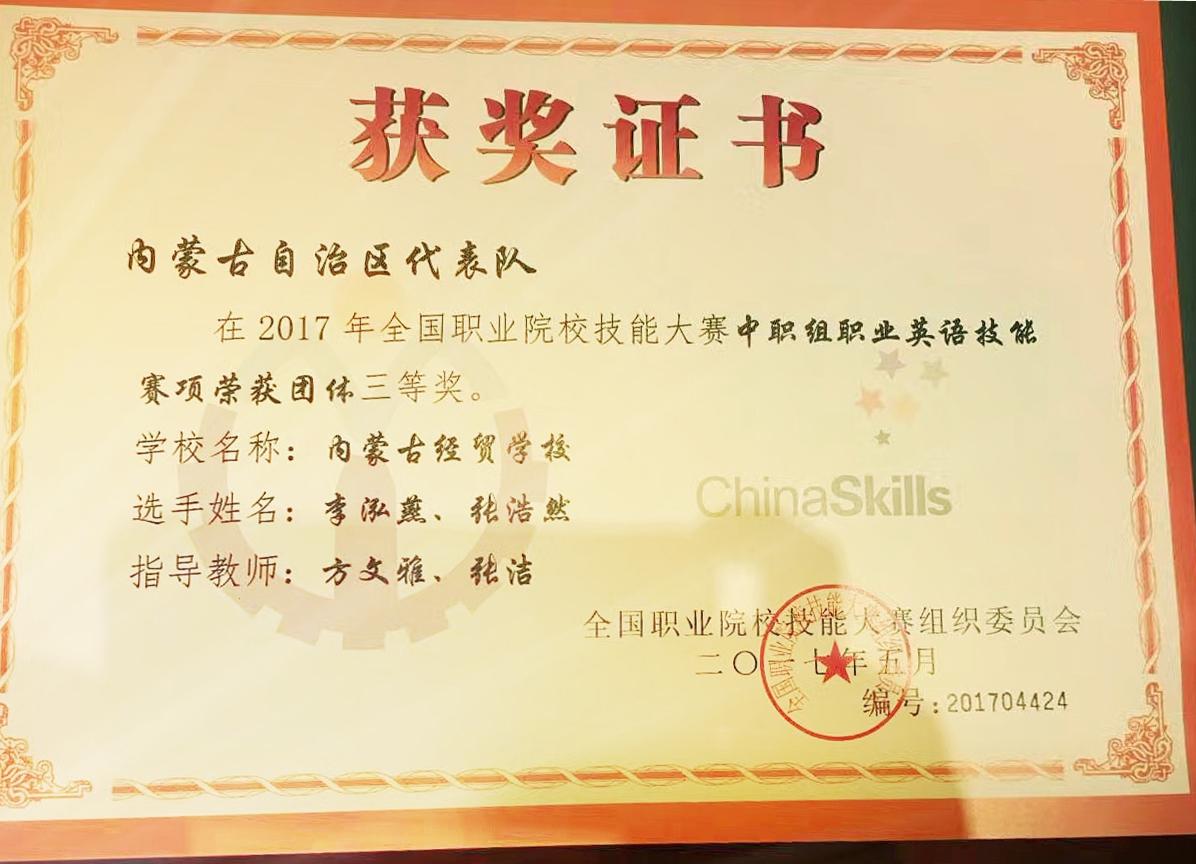 获奖证书
内蒙古自治区代表队
在 2017 年全国职业院校技能大赛中职组职业英语技能
赛项荣获团体三等奖。
学校名称：内蒙古经贸学校
选手姓名：李泓燕、张浩然
指导教师：方文雅、张洁
ChinaSkills
全国职业院校技能大赛组织委员会
二〇一七年五月
编号：201704424